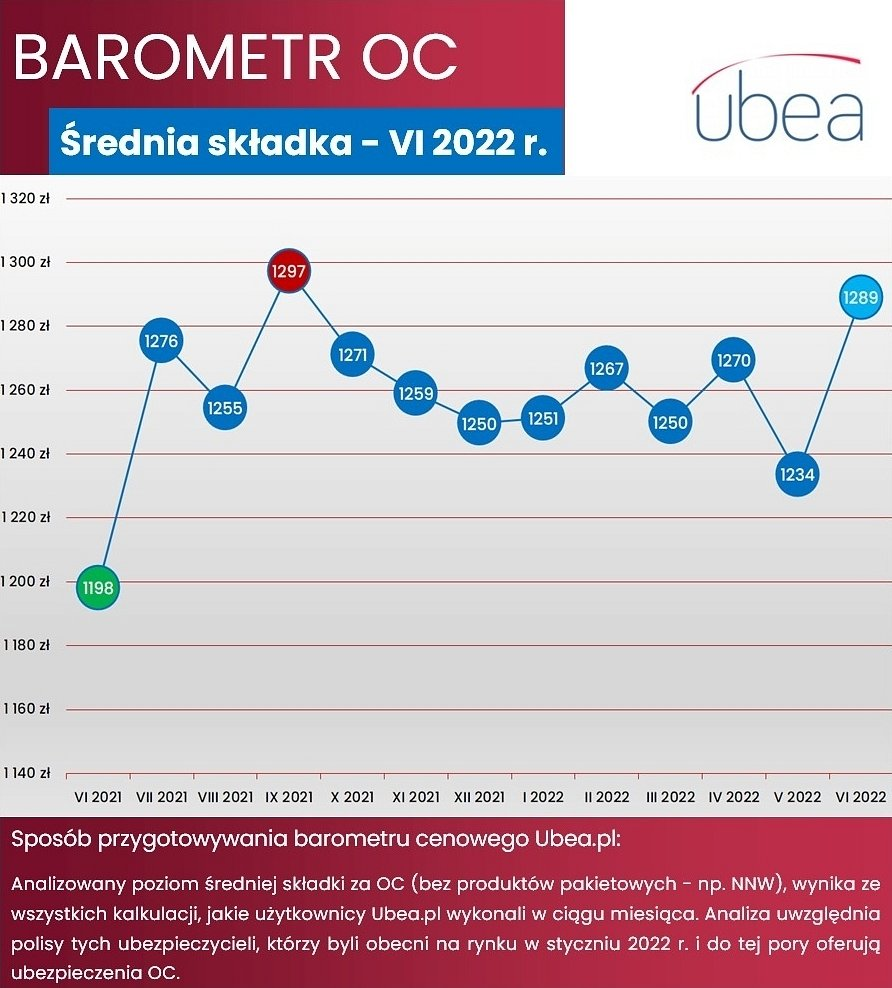 BAROMETR OC
ubea
Średnia składka - VI 2022 r.
1 320 zł
1 300 zł
1 280 zł
1 260 zł
1 240 zł
1 220 zł
1 200 zł
1 180 zł
1 160 zł
1 140 zł
1198
1276
1255
1297
1271
1259
1250
1251
1267
1250
1270
1234
1289
VI 2021
VII 2021
VIII 2021
IX 2021
X 2021
XI 2021
XII 2021
I 2022
II 2022
III 2022
IV 2022
V 2022
VI 2022
Sposób przygotowywania barometru cenowego Ubea.pl:
Analizowany poziom średniej składki za OC (bez produktów pakietowych - np. NNW), wynika ze
wszystkich kalkulacji, jakie użytkownicy Ubea.pl wykonali w ciągu miesiąca. Analiza uwzględnia
polisy tych ubezpieczycieli, którzy byli obecni na rynku w styczniu 2022 r. i do tej pory oferują
ubezpieczenia OC.